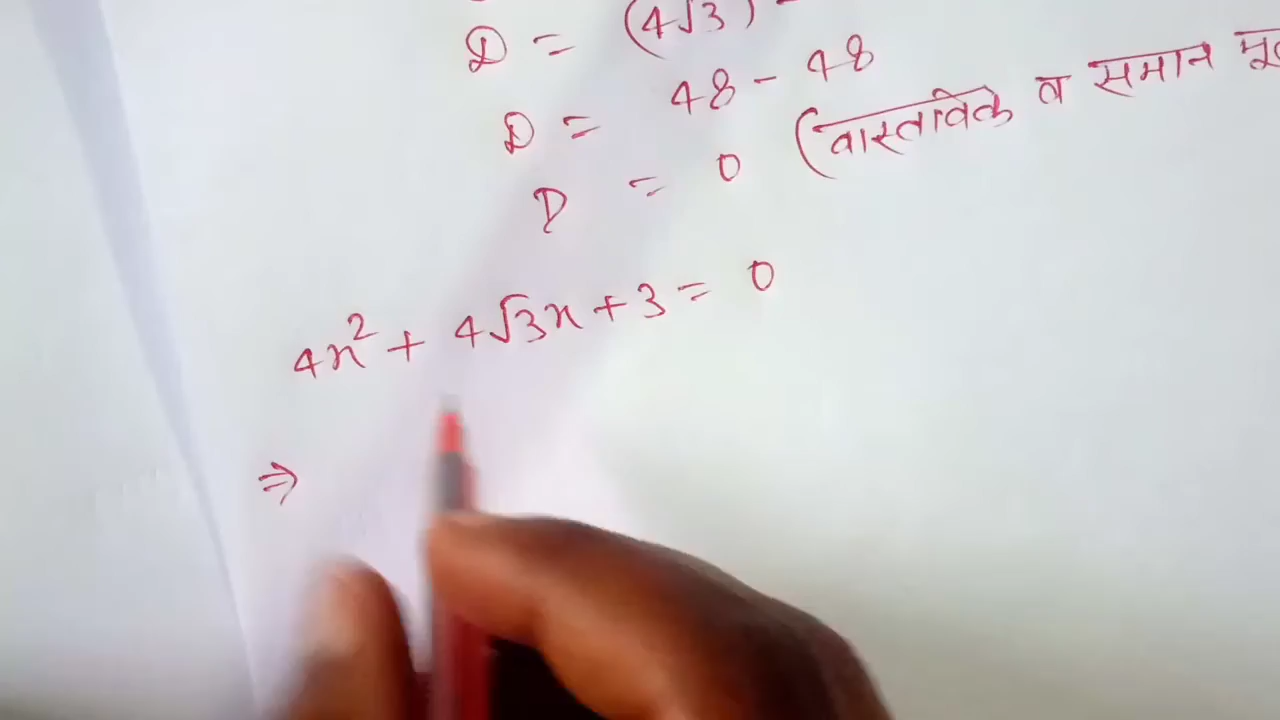 D = (4√3)
D = 48 - 48
D = 0 (वास्तविक व समान
4x² + 4√3x + 3 = 0
⇒